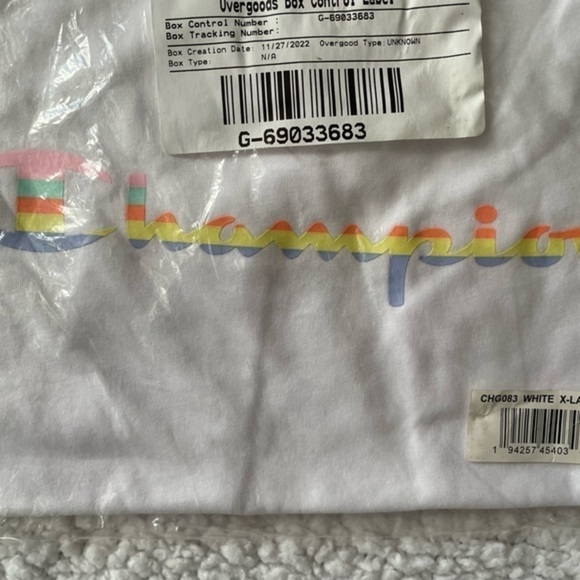 Overgoods Box Control Label
Box Control Number : G-69033683
Box Tracking Number:
Box Creation Date: 11/27/2022 Overgood Type: UNKNOWN
Box Type: N/A
G-69033683
Champion
CHG083 WHITE X-LA
1 94257 45403